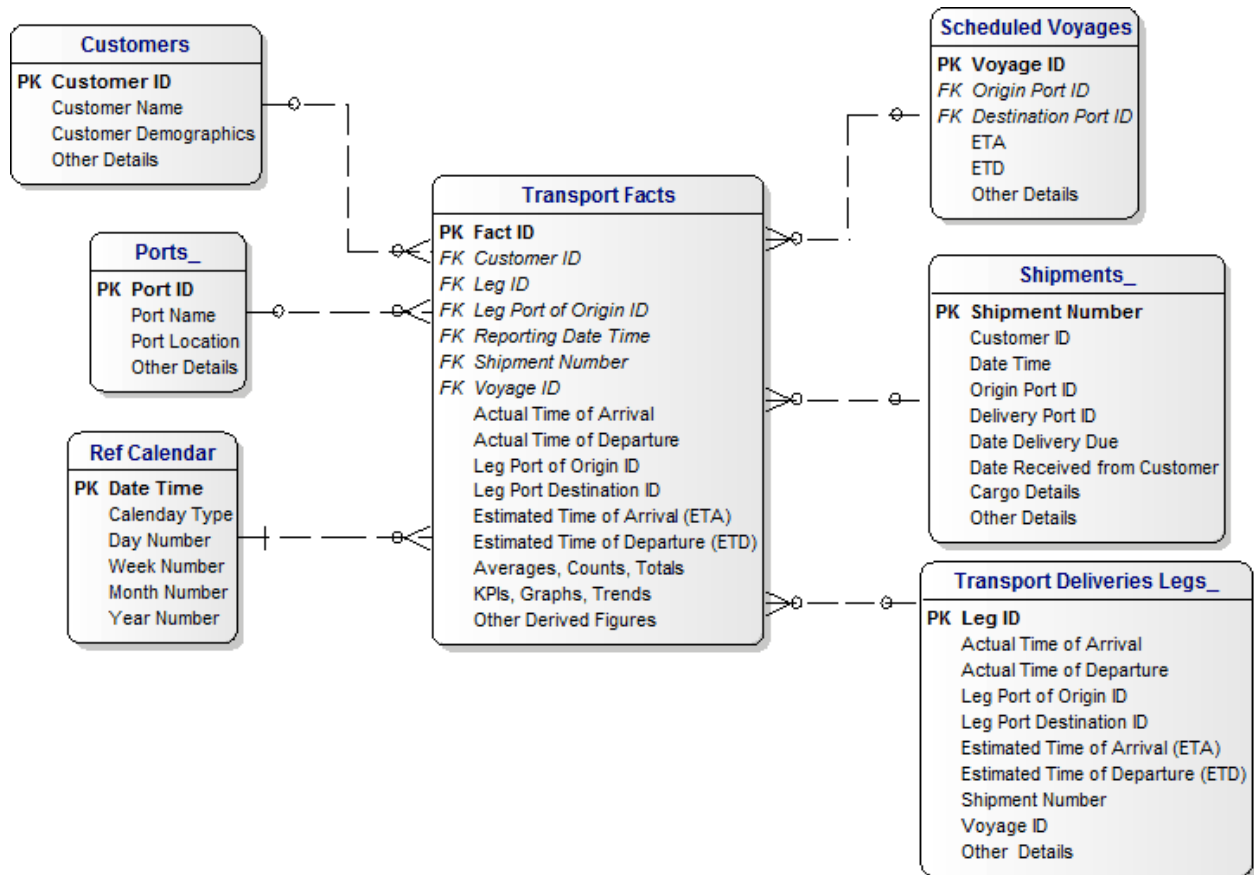 Customers
PK Customer ID
Customer Name
Customer Demographics
Other Details
Ports_
PK Port ID
Port Name
Port Location
Other Details
Ref Calendar
PK Date Time
Calenday Type
Day Number
Week Number
Month Number
Year Number
Transport Facts
PK Fact ID
FK Customer ID
FK Leg ID
FK Leg Port of Origin ID
FK Reporting Date Time
FK Shipment Number
FK Voyage ID
Actual Time of Arrival
Actual Time of Departure
Leg Port of Origin ID
Leg Port Destination ID
Estimated Time of Arrival (ETA)
Estimated Time of Departure (ETD)
Averages, Counts, Totals
KPIs, Graphs, Trends
Other Derived Figures
Scheduled Voyages
PK Voyage ID
FK Origin Port ID
FK Destination Port ID
ETA
ETD
Other Details
Shipments_
PK Shipment Number
Customer ID
Date Time
Origin Port ID
Delivery Port ID
Date Delivery Due
Date Received from Customer
Cargo Details
Other Details
Transport Deliveries Legs_
PK Leg ID
Actual Time of Arrival
Actual Time of Departure
Leg Port of Origin ID
Leg Port Destination ID
Estimated Time of Arrival (ETA)
Estimated Time of Departure (ETD)
Shipment Number
Voyage ID
Other Details